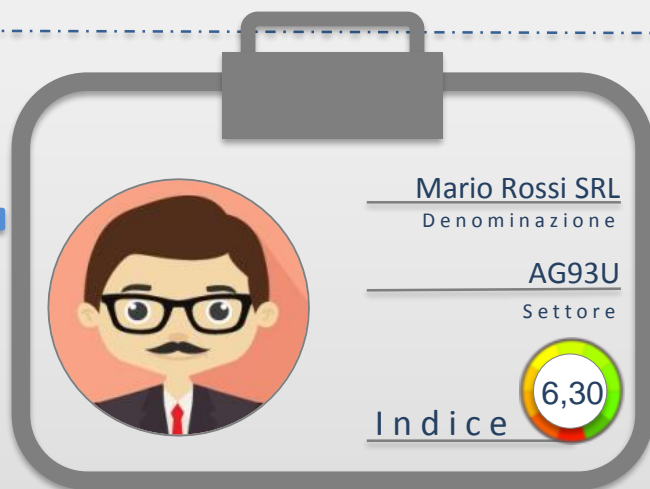 Mario Rossi SRL
Denominazione
AG93U
Settore
6,30
Indice